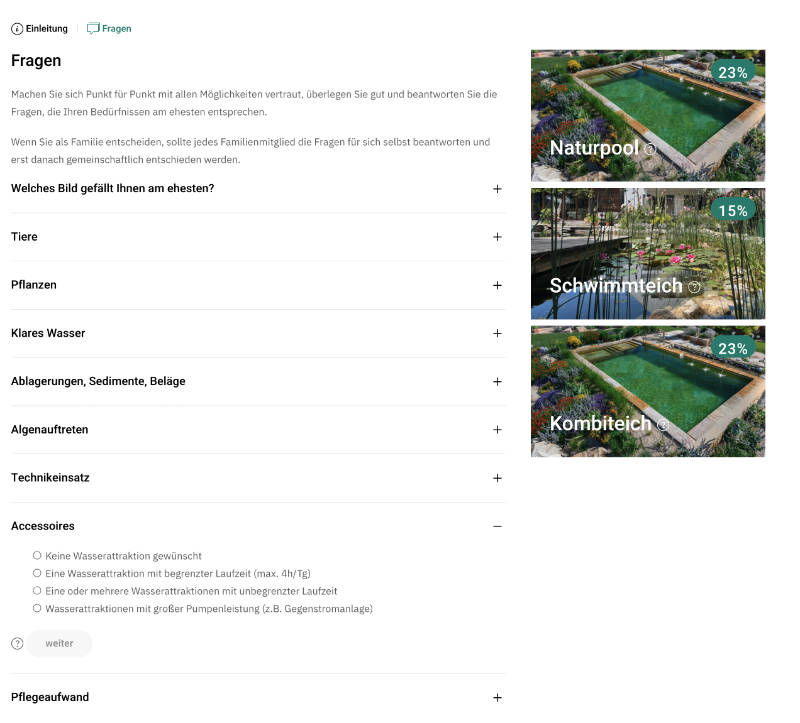 Einleitung
Fragen
Fragen
Machen Sie sich Punkt für Punkt mit allen Möglichkeiten vertraut, überlegen Sie gut und beantworten Sie die
Fragen, die Ihren Bedürfnissen am ehesten entsprechen.
Wenn Sie als Familie entscheiden, sollte jedes Familienmitglied die Fragen für sich selbst beantworten und
erst danach gemeinschaftlich entschieden werden.
Welches Bild gefällt Ihnen am ehesten?
Tiere
Pflanzen
Klares Wasser
Ablagerungen, Sedimente, Beläge
Algenauftreten
Technikeinsatz
Accessoires
Keine Wasserattraktion gewünscht
Eine Wasserattraktion mit begrenzter Laufzeit (max. 4h/Tg)
Eine oder mehrere Wasserattraktionen mit unbegrenzter Laufzeit
Wasserattraktionen mit großer Pumpenleistung (z.B. Gegenstromanlage)
weiter
Pflegeaufwand
23%
Naturpool
15%
Schwimmteich
23%
Kombiteich